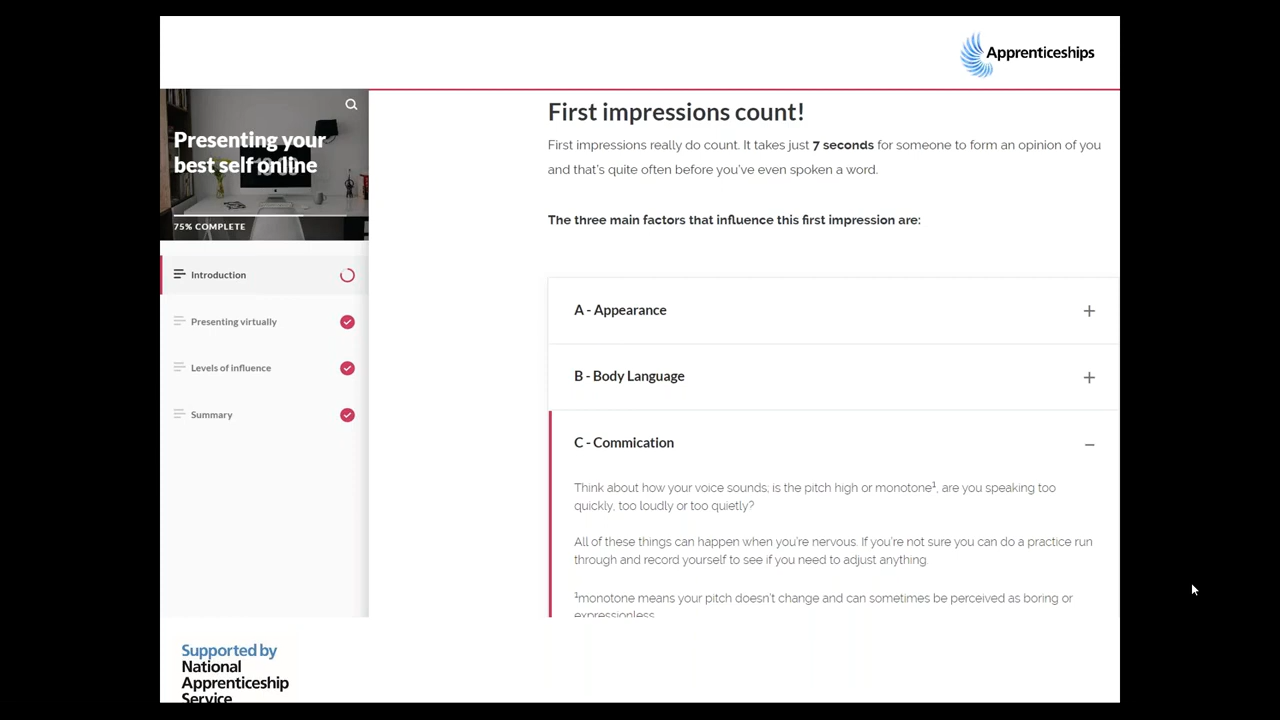 Apprenticeships
Presenting your
best self online
75% COMPLETE
Introduction
Presenting virtually
Levels of influence
Summary
First impressions count!
First impressions really do count. It takes just 7 seconds for someone to form an opinion of you
and that's quite often before you've even spoken a word.
The three main factors that influence this first impression are:
A - Appearance
B - Body Language
C - Commication
Think about how your voice sounds; is the pitch high or monotone¹, are you speaking too
quickly, too loudly or too quietly?
All of these things can happen when you're nervous. If you're not sure you can do a practice run
through and record yourself to see if you need to adjust anything.
¹monotone means your pitch doesn't change and can sometimes be perceived as boring or
expressionless.
Supported by
National
Apprenticeship
Service